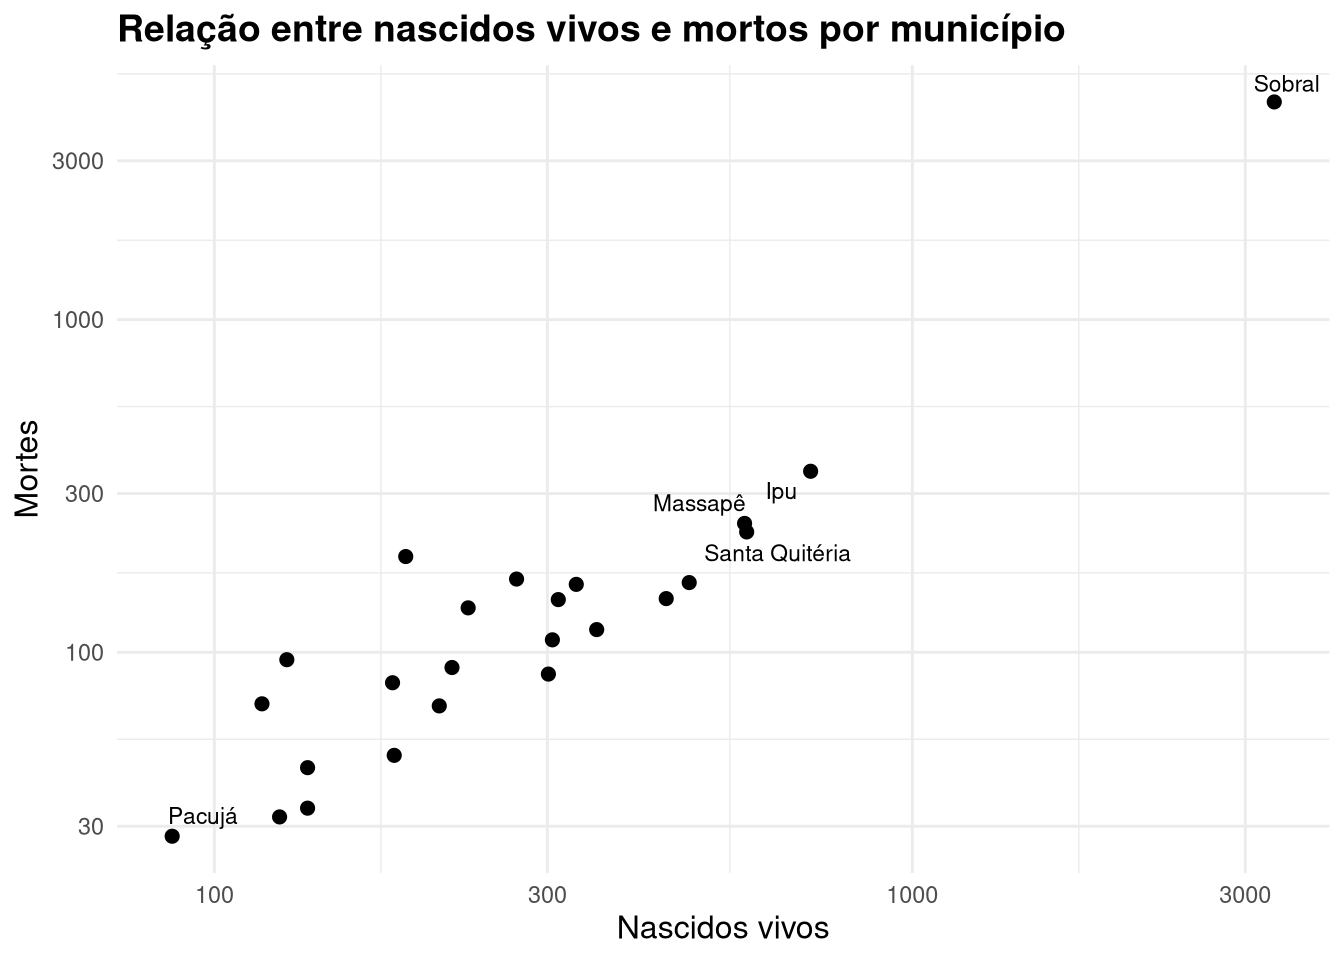 Relação entre nascidos vivos e mortos por município
Sobral
3000
1000
Mortes
300
Ipu
Massapê
Santa Quitéria
100
Pacujá
30
100
300
1000
3000
Nascidos vivos